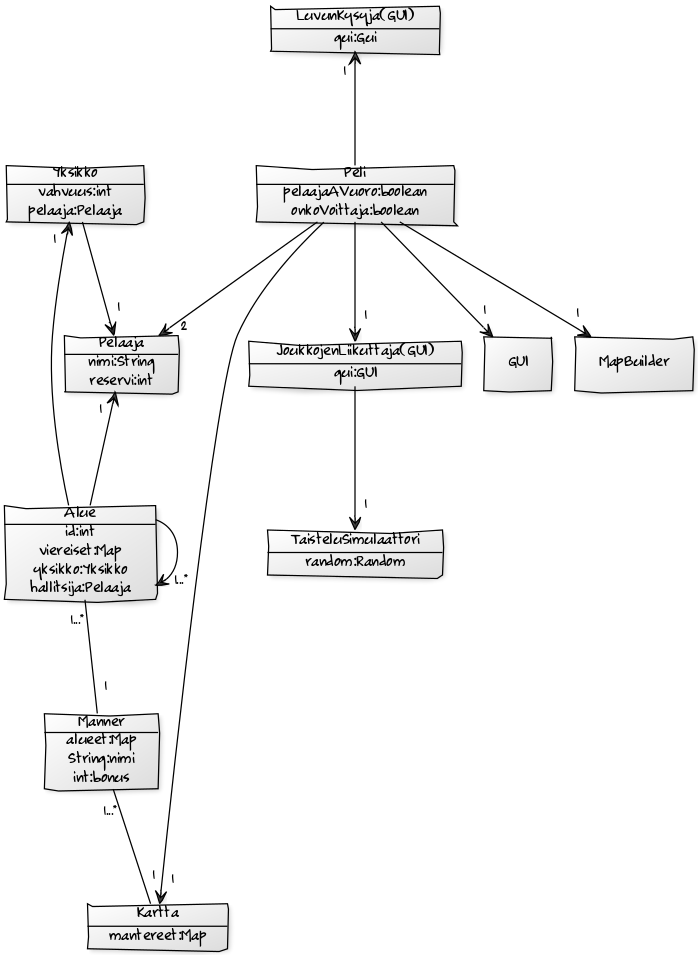 LuvunKysyja(GUI)
gui:Gui
1
Yksikko
vahvuus:int
pelaaja:Pelaaja
Peli
pelaajaAVuoro:boolean
onkoVoittaja:boolean
1
1
2
1
1
1
Pelaaja
nimi:String
reservi:int
JoukkojenLiikuttaja(GUI)
gui:GUI
GUI
MapBuilder
1
1
Alue
id:int
viereiset:Map
yksikko:Yksikko
hallitsija:Pelaaja
TaisteluSimulaattori
random:Random
1..*
1...*
1
Manner
alueet:Map
String:nimi
int:bonus
1...*
1
1
Kartta
mantereet:Map